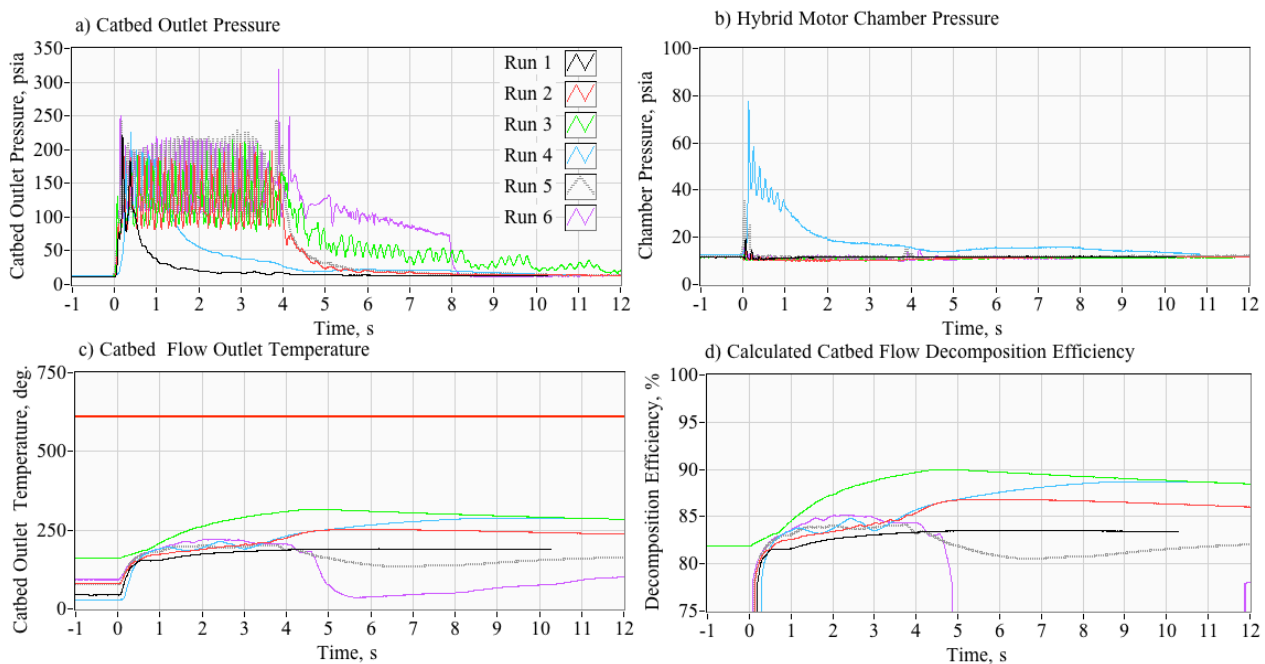 a) Catbed Outlet Pressure
Catbed Outlet Pressure, psia
350
300
250
200
150
100
50
0
-1 0 1 2 3 4 5 6 7 8 9 10 11 12
Time, s
Run 1
Run 2
Run 3
Run 4
Run 5
Run 6
b) Hybrid Motor Chamber Pressure
Chamber Pressure, psia
100
80
60
40
20
0
-1 0 1 2 3 4 5 6 7 8 9 10 11 12
Time, s
c) Catbed Flow Outlet Temperature
Catbed Outlet Temperature, deg.
750
500
250
0
-1 0 1 2 3 4 5 6 7 8 9 10 11 12
Time, s
d) Calculated Catbed Flow Decomposition Efficiency
Decomposition Efficiency, %
100
95
90
85
80
75
-1 0 1 2 3 4 5 6 7 8 9 10 11 12
Time, s